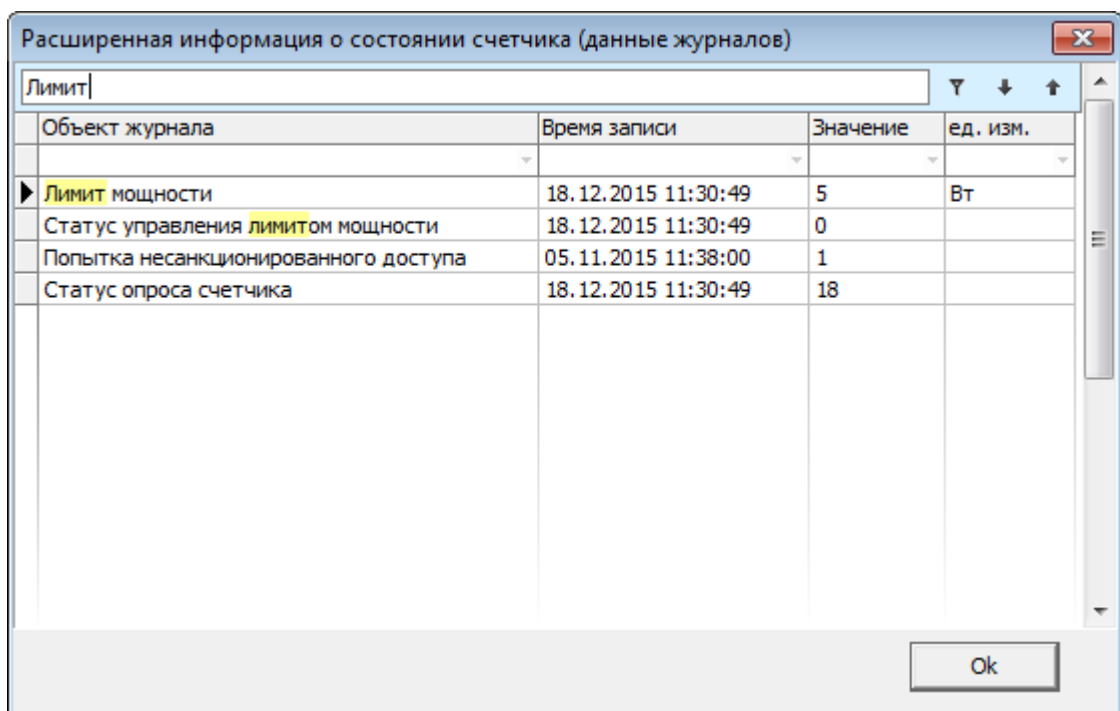 Расширенная информация о состоянии счетчика (данные журналов)
Лимит
Объект журнала Время записи Значение ед. изм.
Лимит мощности 18.12.2015 11:30:49 5 Вт
Статус управления лимитом мощности 18.12.2015 11:30:49 0
Попытка несанкционированного доступа 05.11.2015 11:38:00 1
Статус опроса счетчика 18.12.2015 11:30:49 18
Ok